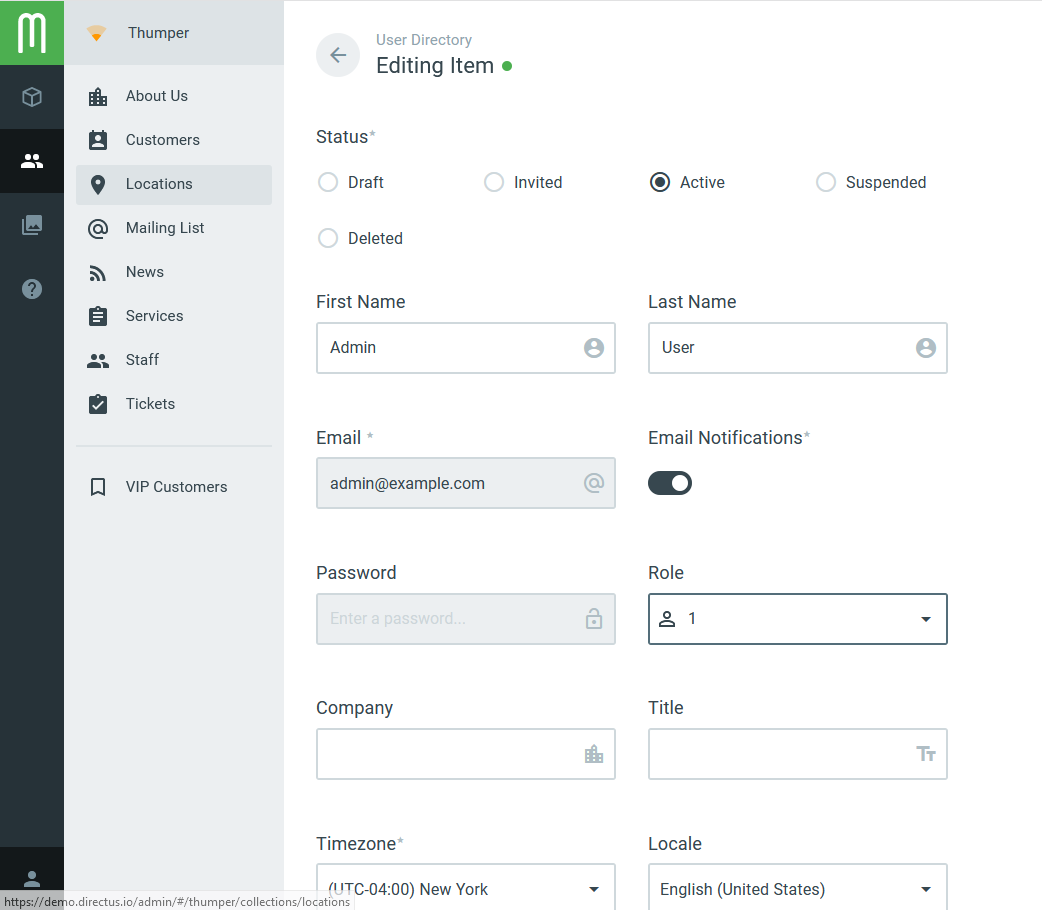 Thumper
About Us
Customers
Locations
Mailing List
News
Services
Staff
Tickets
VIP Customers
User Directory
Editing Item
Status*
Draft
Invited
Active
Suspended
Deleted
First Name
Last Name
Admin
User
Email *
Email Notifications*
admin@example.com
Password
Role
Enter a password...
1
Company
Title
Timezone*
Locale
(UTC-04:00) New York
English (United States)
https://demo.directus.io/admin/#/thumper/collections/locations